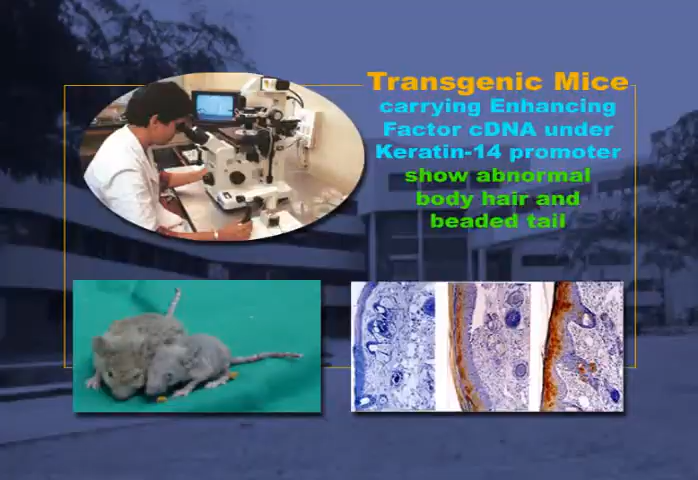 Transgenic Mice
carrying Enhancing
Factor cDNA under
Keratin-14 promoter
show abnormal
body hair and
beaded tail